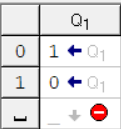 Q₁
0 1 ← Q₁
1 0 ← Q₁
␣ _ ↓ ⛔